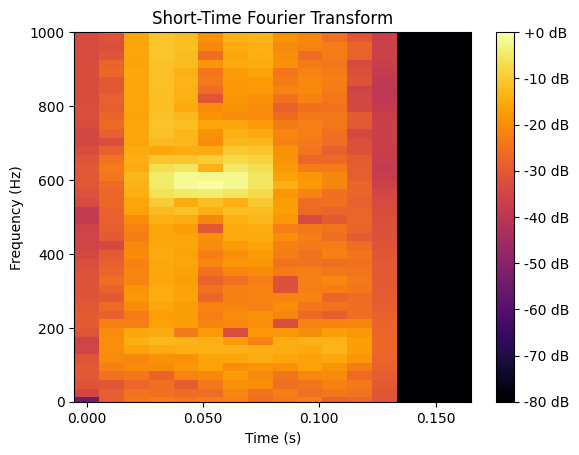 Short-Time Fourier Transform
1000
800
600
400
200
0
Frequency (Hz)
0.000
0.050
0.100
0.150
Time (s)
+0 dB
-10 dB
-20 dB
-30 dB
-40 dB
-50 dB
-60 dB
-70 dB
-80 dB